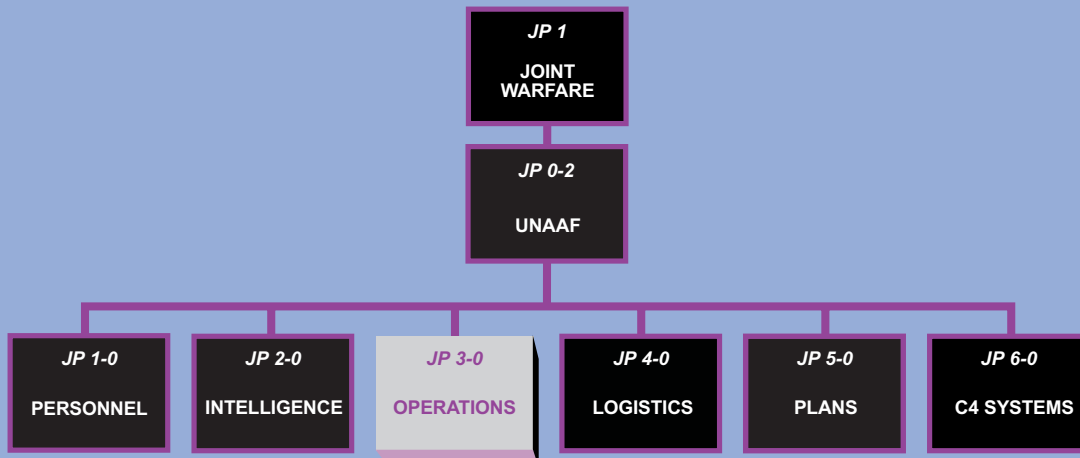 JP 1
JOINT
WARFARE
JP 0-2
UNAAF
JP 1-0
PERSONNEL
JP 2-0
INTELLIGENCE
JP 3-0
OPERATIONS
JP 4-0
LOGISTICS
JP 5-0
PLANS
JP 6-0
C4 SYSTEMS